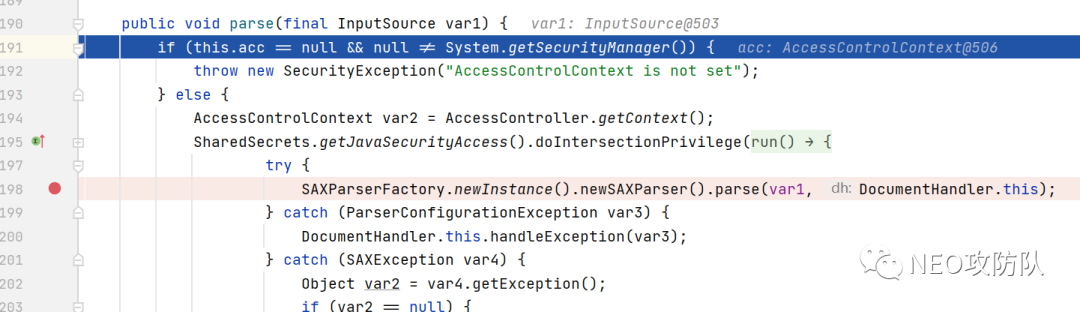 189
190 public void parse(final InputSource var1) { var1: InputSource@503
191 if (this.acc == null && null ≠ System.getSecurityManager()) { acc: AccessControlContext@506
192 throw new SecurityException("AccessControlContext is not set");
193 } else {
194 AccessControlContext var2 = AccessController.getContext();
195 SharedSecrets.getJavaSecurityAccess().doIntersectionPrivilege(run() → {
197 try {
198 SAXParserFactory.newInstance().newSAXParser().parse(var1, dh: DocumentHandler.this);
199 } catch (ParserConfigurationException var3) {
200 DocumentHandler.this.handleException(var3);
201 } catch (SAXException var4) {
202 Object var2 = var4.getException();
203 if (var2 == null) {
NEO攻防队